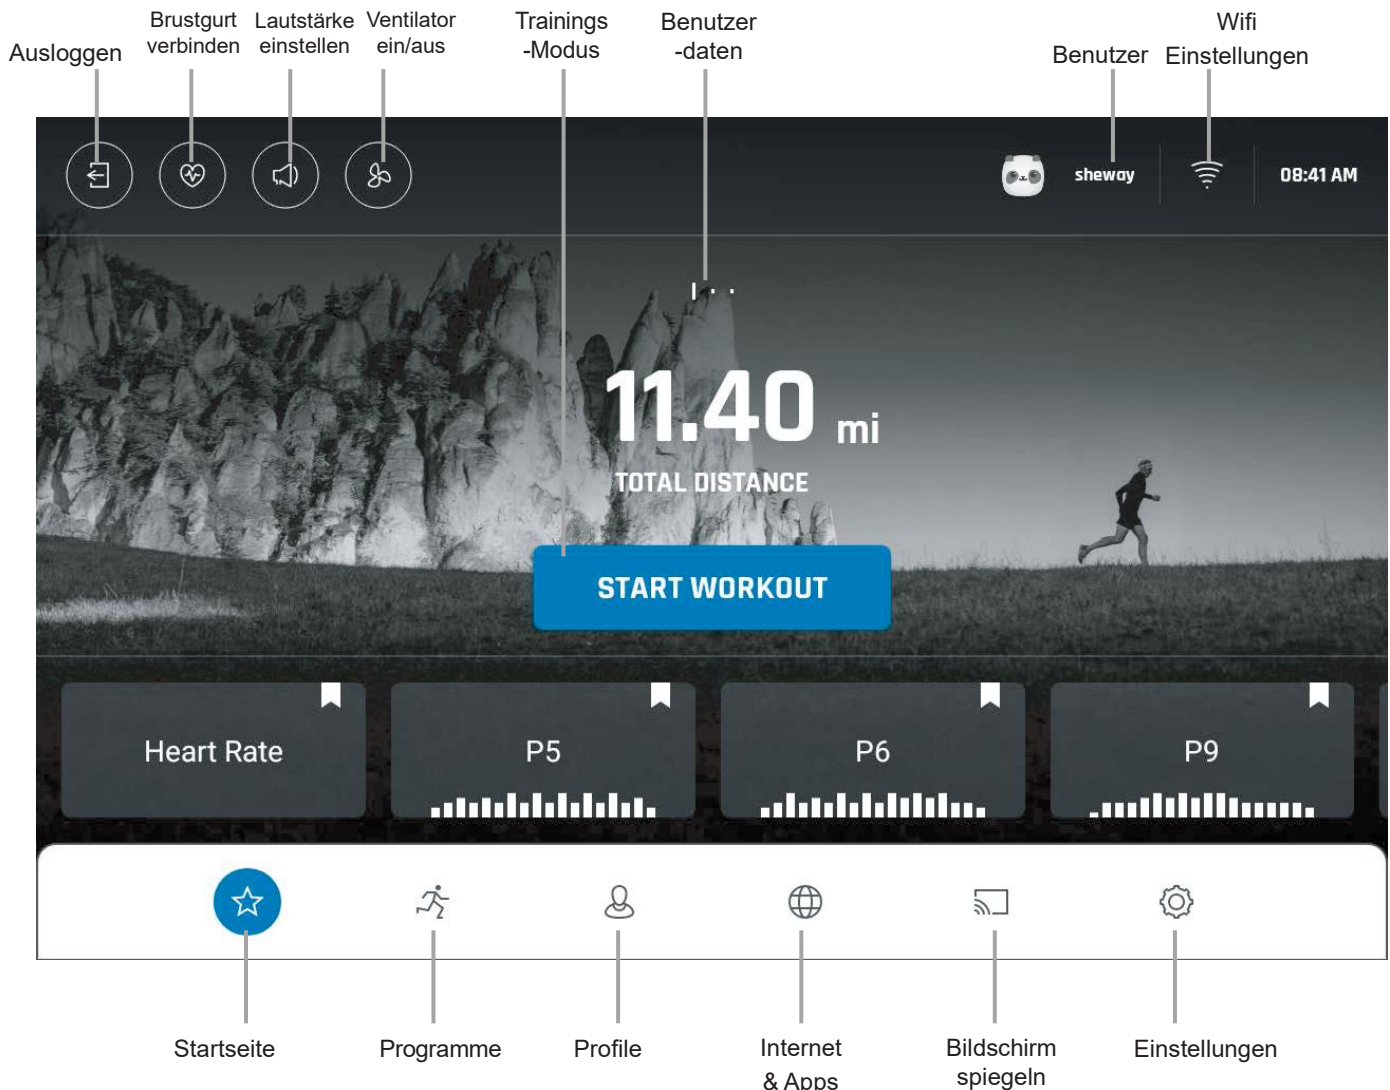 Ausloggen
Brustgurt
verbinden
Lautstärke
einstellen
Ventilator
ein/aus
Trainings
-Modus
Benutzer
-daten
Benutzer
Wifi
Einstellungen
sheway
08:41 AM
11.40 mi
TOTAL DISTANCE
START WORKOUT
Heart Rate
P5
P6
P9
Startseite
Programme
Profile
Internet
& Apps
Bildschirm
spiegeln
Einstellungen